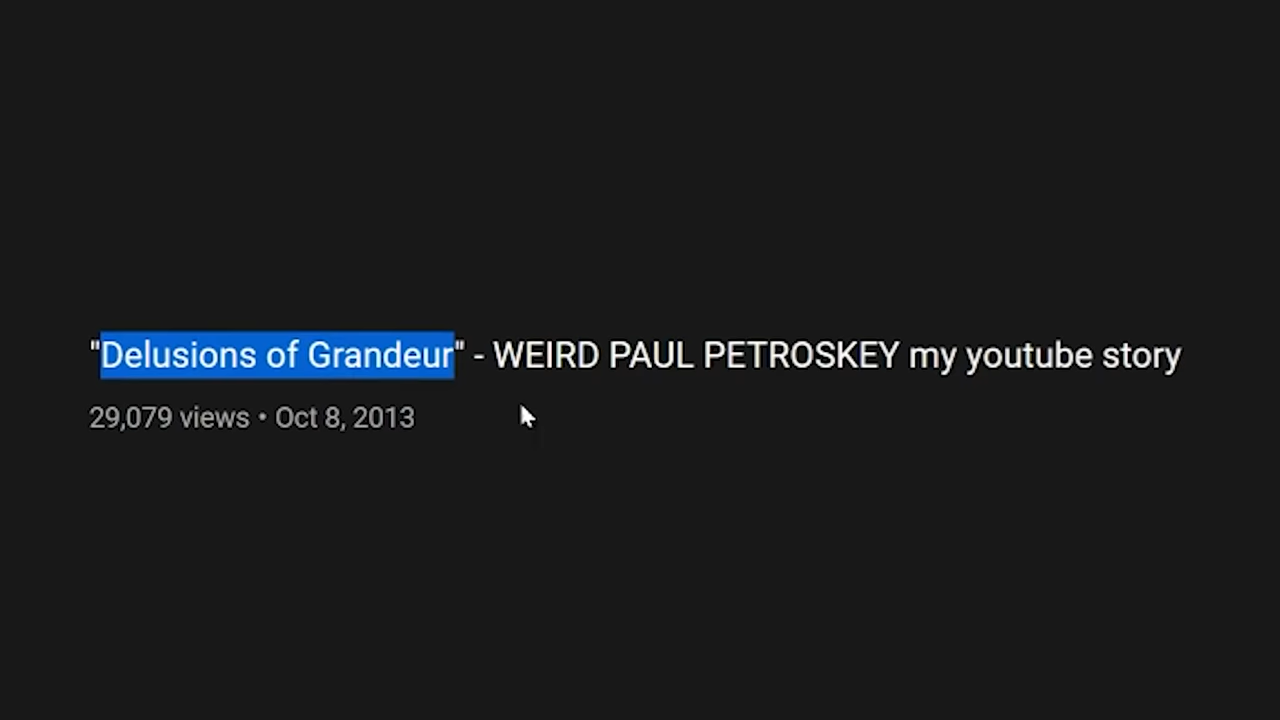 "Delusions of Grandeur" - WEIRD PAUL PETROSKEY my youtube story
29,079 views • Oct 8, 2013